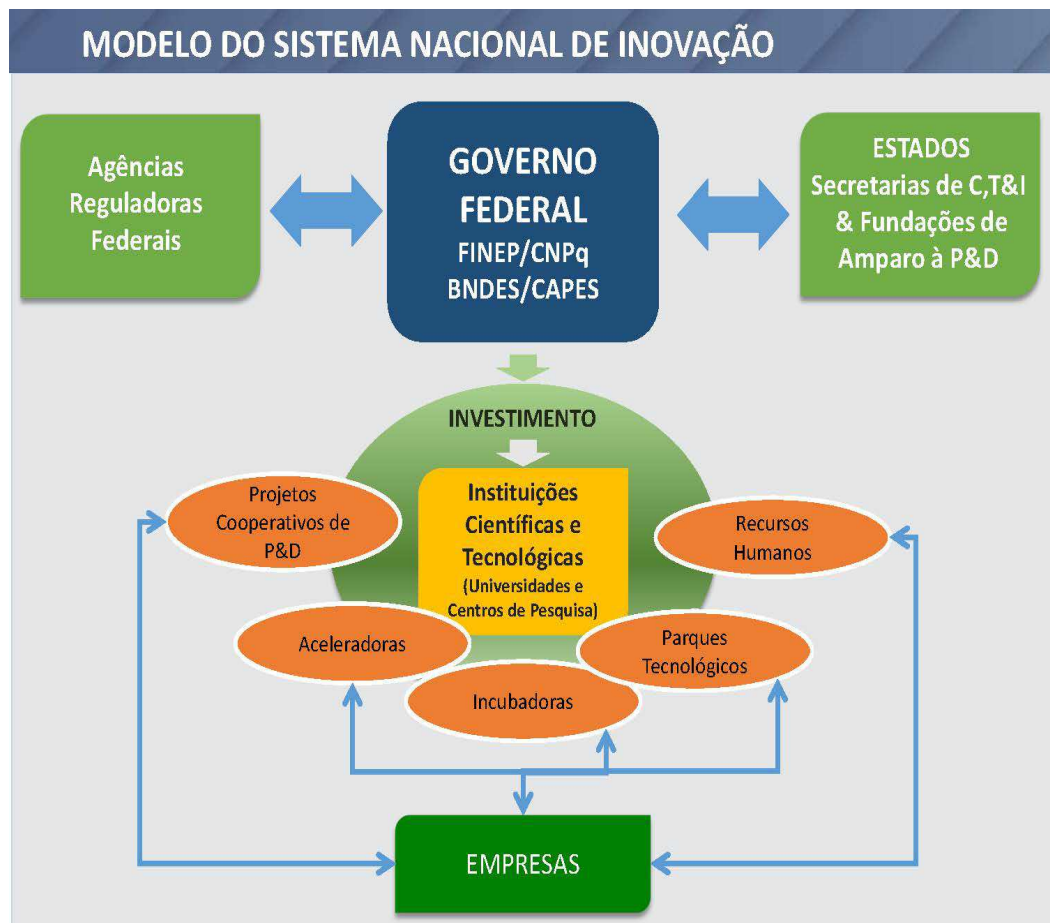 MODELO DO SISTEMA NACIONAL DE INOVAÇÃO
Agências
Reguladoras
Federais
GOVERNO
FEDERAL
FINEP/CNPq
BNDES/CAPES
ESTADOS
Secretarias de C,T&I
& Fundações de
Amparo à P&D
INVESTIMENTO
Instituições
Científicas e
Tecnológicas
(Universidades e
Centros de Pesquisa)
Projetos
Cooperativos de
P&D
Recursos
Humanos
Aceleradoras
Parques
Tecnológicos
Incubadoras
EMPRESAS